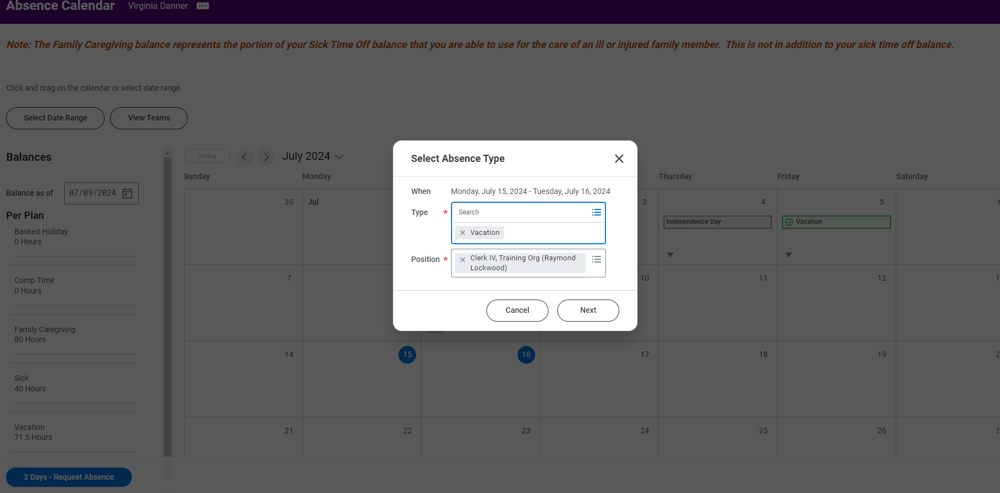 Absence Calendar Virginia Danner
Note: The Family Caregiving balance represents the portion of your Sick Time Off balance that you are able to use for the care of an ill or injured family member.  This is not in addition to your sick time off balance.
Click and drag on the calendar or select date range.
Select Date Range
View Teams
Balances
Balance as of 07/09/2024
Per Plan
Banked Holiday
0 Hours
Comp Time
0 Hours
Family Caregiving
80 Hours
Sick
40 Hours
Vacation
71.5 Hours
Total
2 Days - Request Absence
Today
July 2024
Sunday Monday Thursday Friday Saturday
30 Jul 3 4 5
Independence Day
Vacation
7 10 11 12
Today
14 15 16 17 18 19
21 22 23 24 25 26
Select Absence Type
When Monday, July 15, 2024 - Tuesday, July 16, 2024
Type * Search
Vacation
Position * Clerk IV, Training Org (Raymond
Lockwood)
Cancel
Next